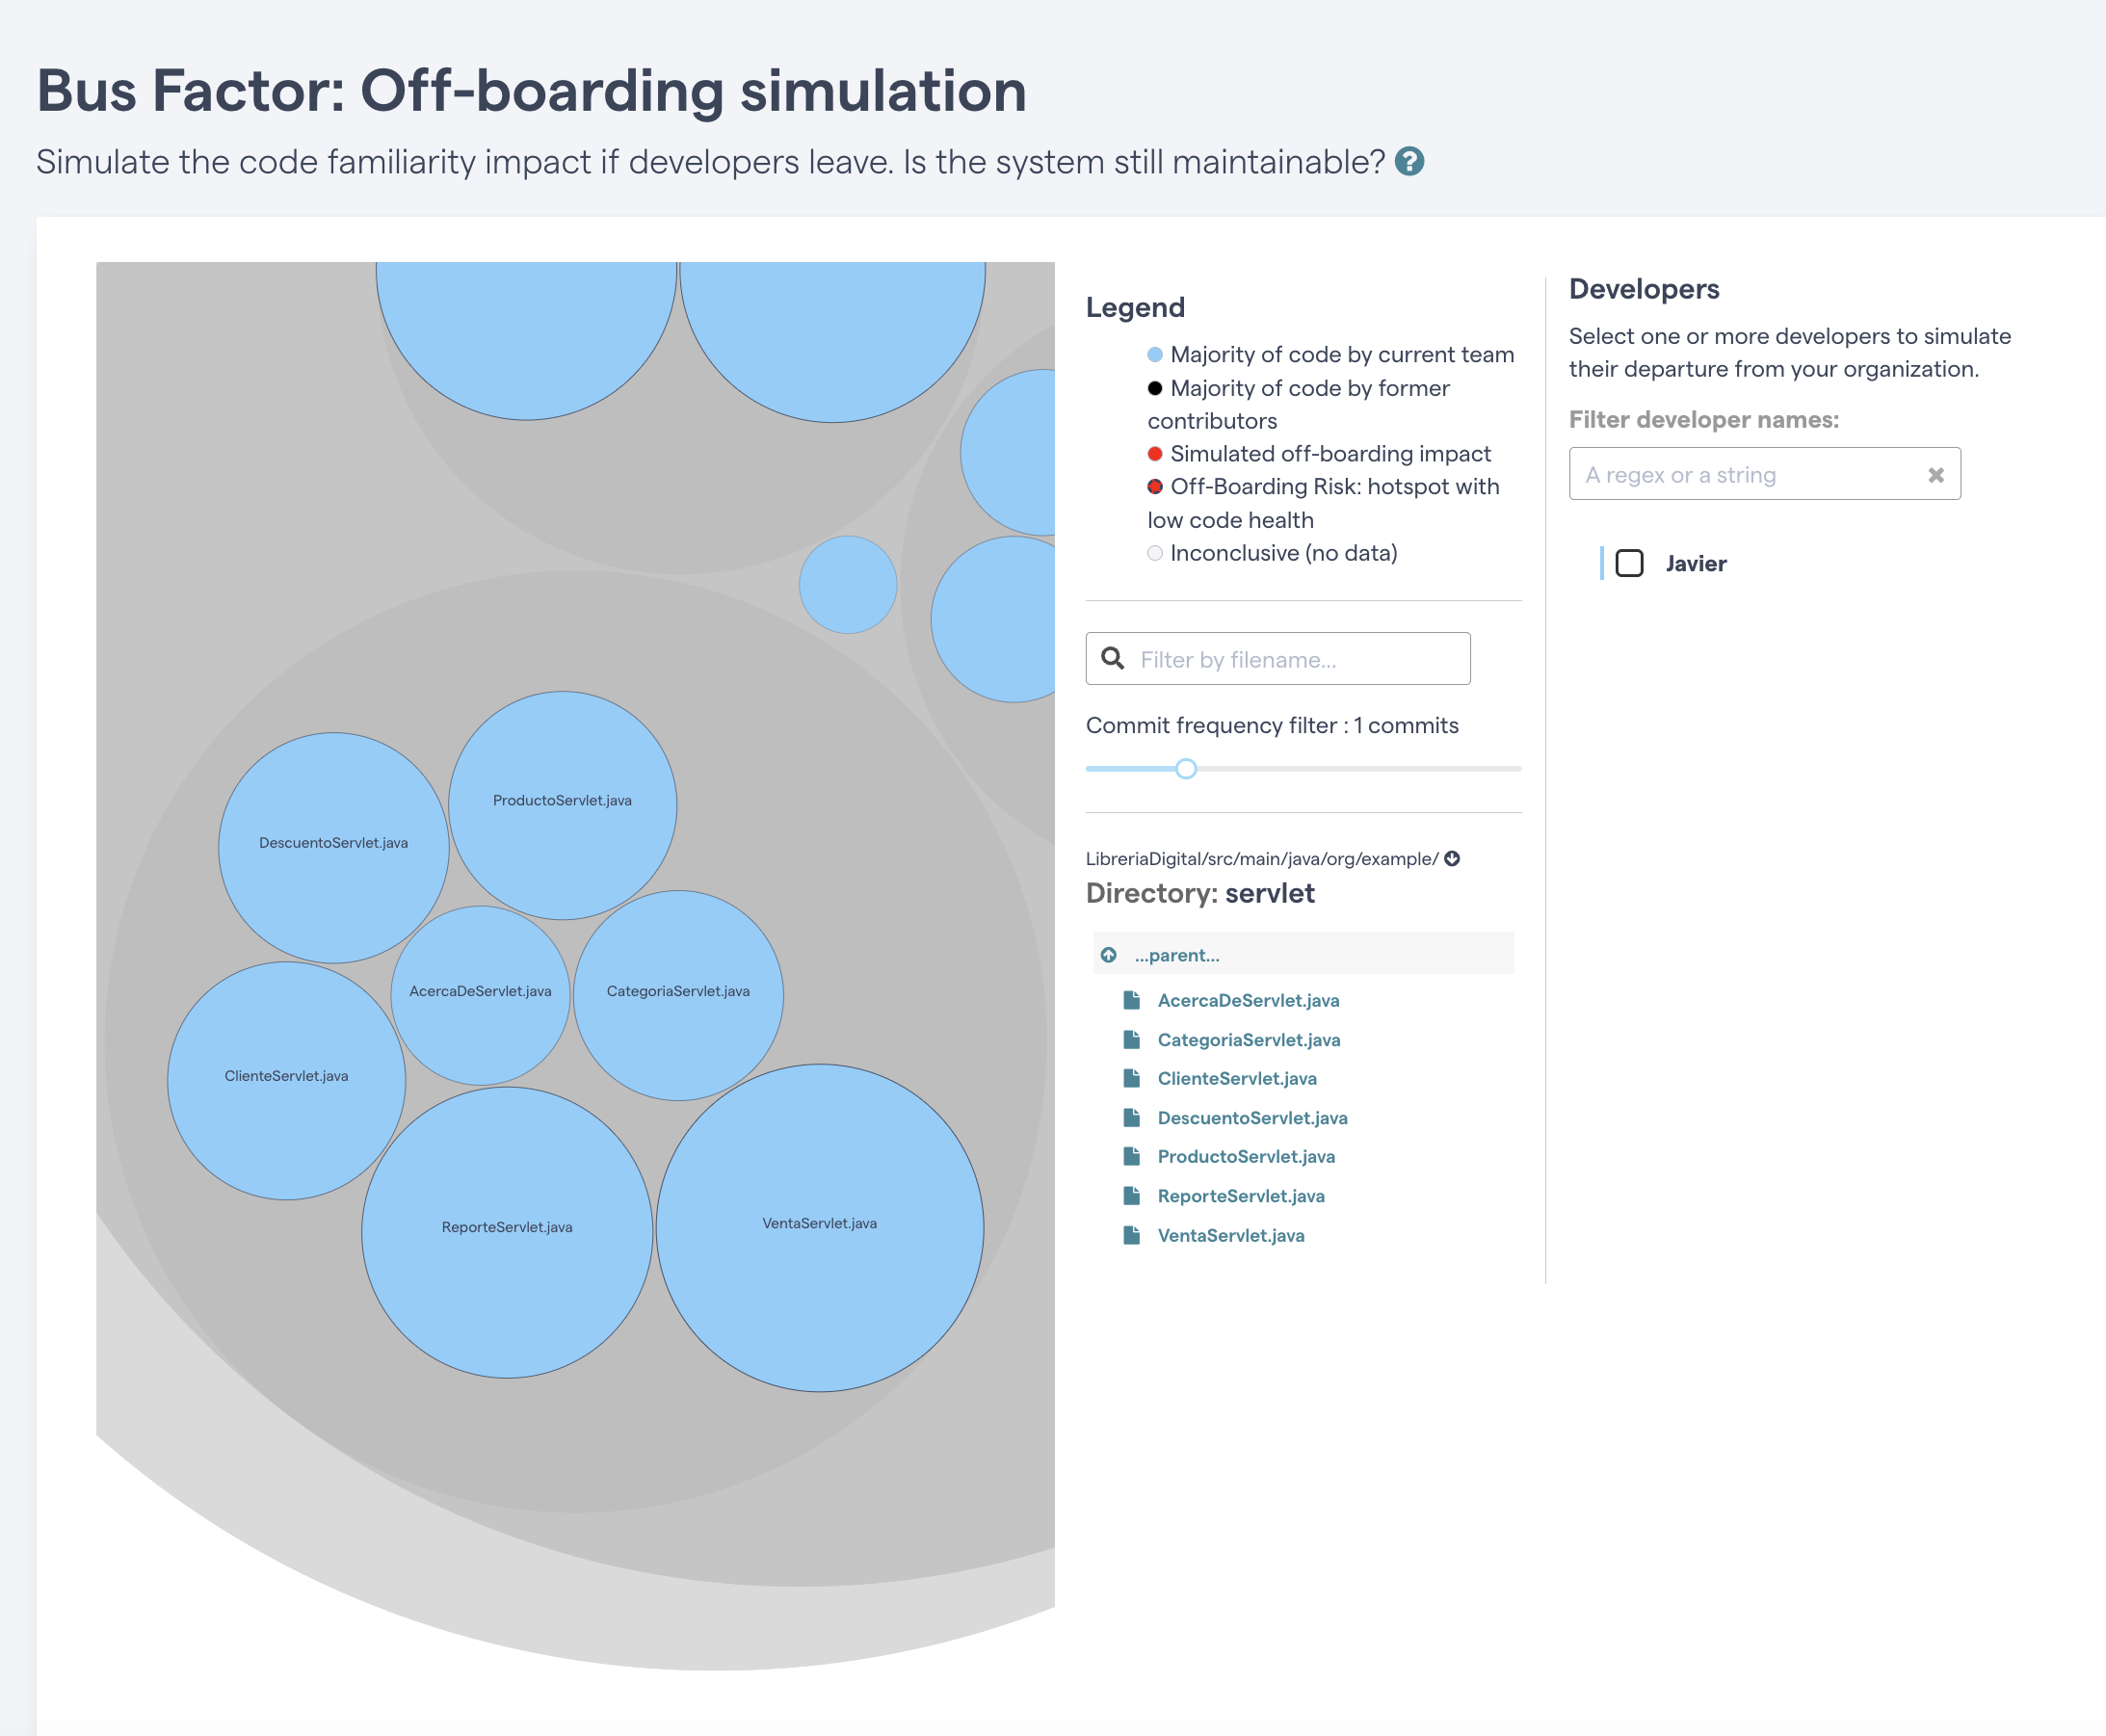 Bus Factor: Off-boarding simulation
Simulate the code familiarity impact if developers leave. Is the system still maintainable? ?
ProductoServlet.java
DescuentoServlet.java
AcercaDeServlet.java
CategoriaServlet.java
ClienteServlet.java
ReporteServlet.java
VentaServlet.java
Legend
Majority of code by current team
Majority of code by former
contributors
Simulated off-boarding impact
Off-Boarding Risk: hotspot with
low code health
Inconclusive (no data)
Filter by filename...
Commit frequency filter : 1 commits
LibreriaDigital/src/main/java/org/example/
Directory: servlet
...parent...
AcercaDeServlet.java
CategoriaServlet.java
ClienteServlet.java
DescuentoServlet.java
ProductoServlet.java
ReporteServlet.java
VentaServlet.java
Developers
Select one or more developers to simulate
their departure from your organization.
Filter developer names:
A regex or a string
Javier